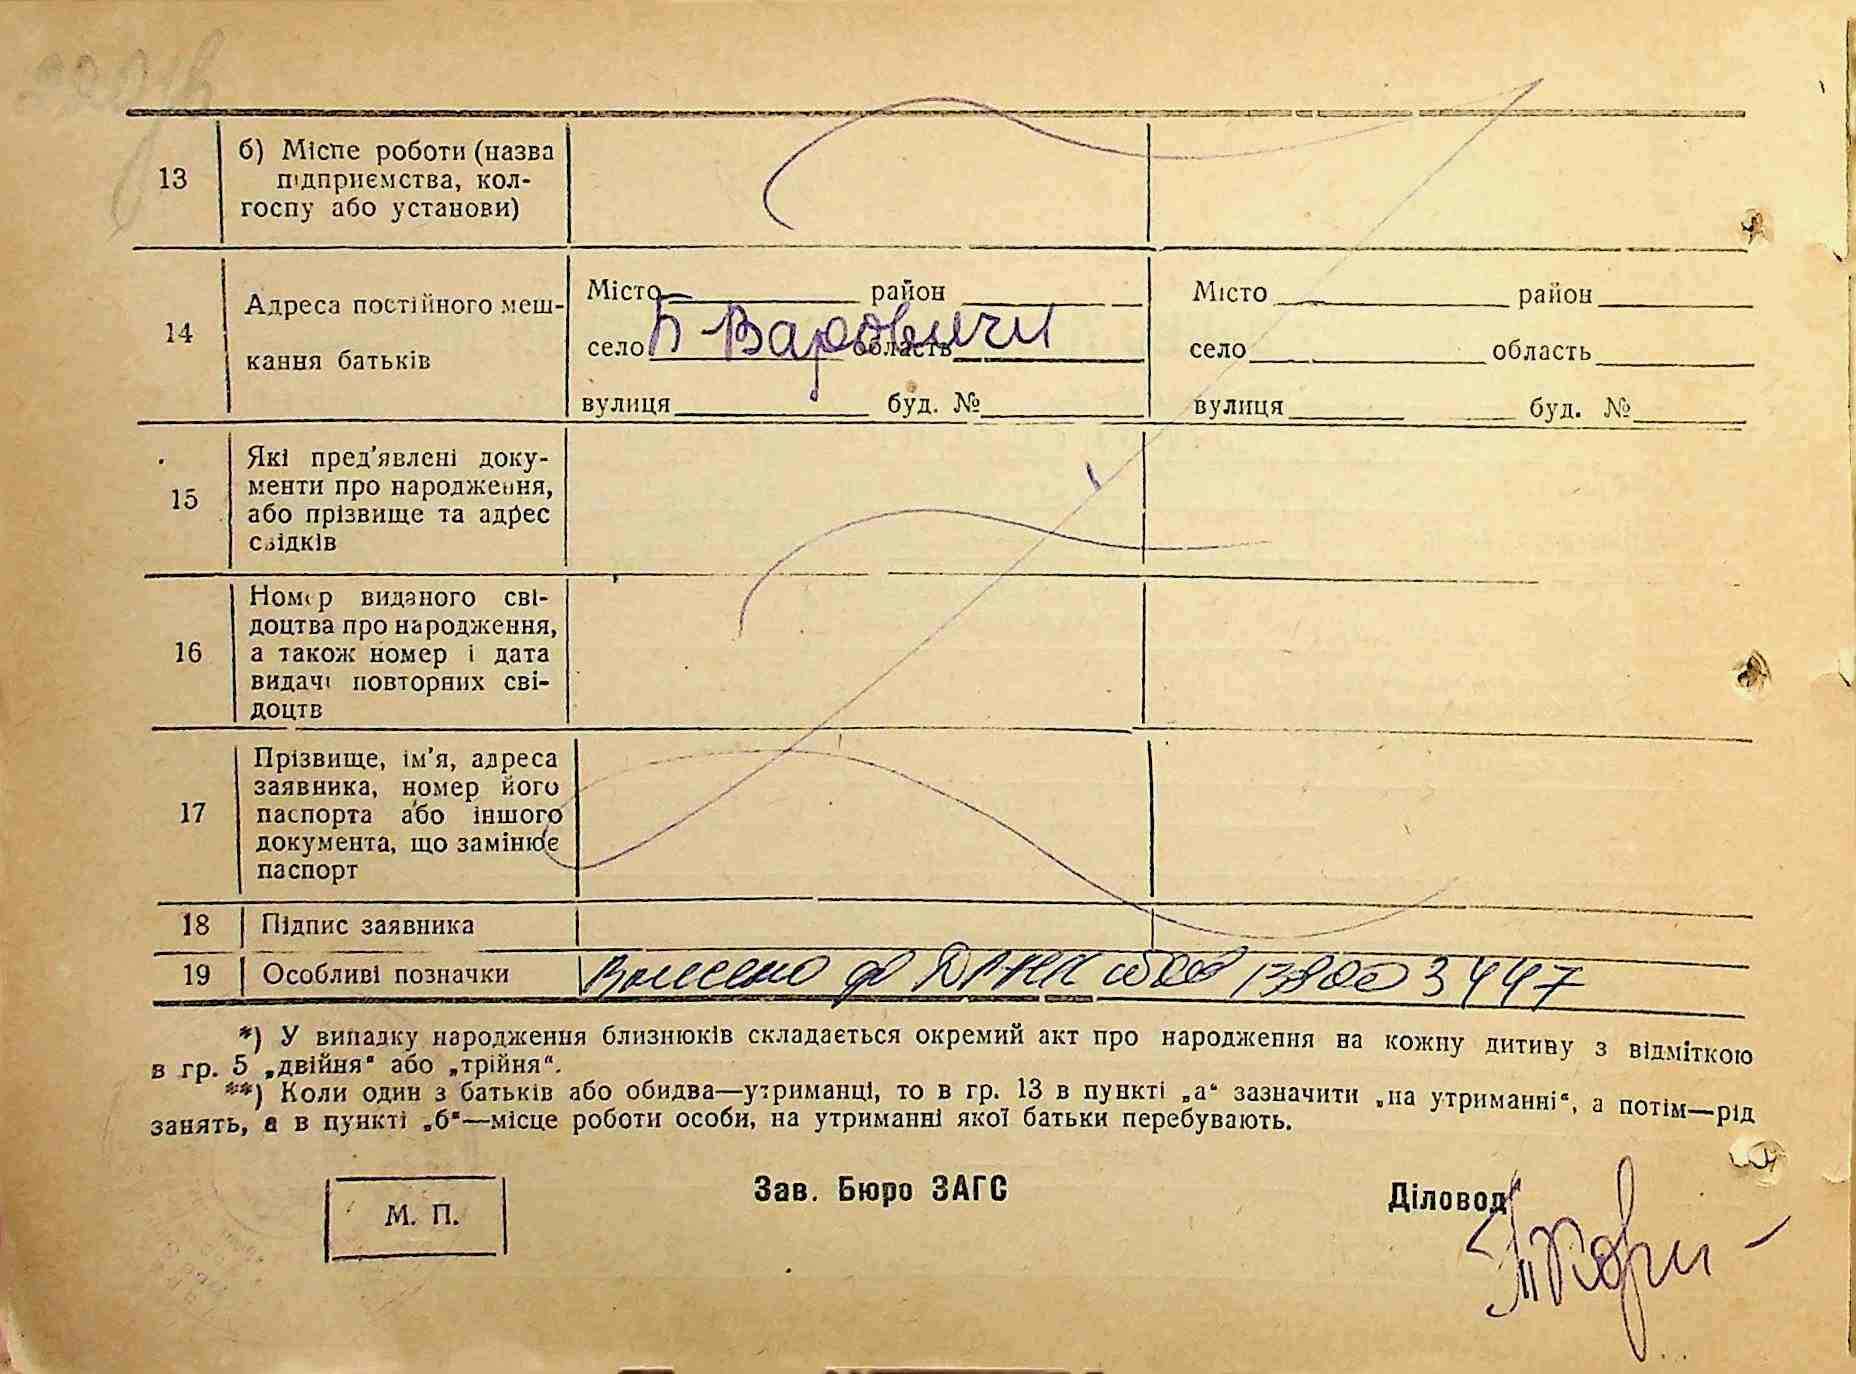 13
б) Місце роботи (назва
підприємства, кол-
госпу або установи)
14
Адреса постійного меш-
кання батьків
Місто район
село Б-Варовичи область
вулиця буд. №
Місто район
село область
вулиця буд. №
15
Які пред'явлені доку-
менти про народження,
або прізвище та адрес
свідків
16
Номер виданого сві-
доцтва про народження,
а також номер і дата
видачі повторних сві-
доцтв
17
Прізвище, ім'я, адреса
заявника, номер його
паспорта або іншого
документа, що замінює
паспорт
18
Підпис заявника
19
Особливі позначки
Внесено до 3447
*) У випадку народження близнюків складається окремий акт про народження на кожну дитину з відміткою
в гр. 5 „двійня“ або „трійня“.
**) Коли один з батьків або обидва—утриманці, то в гр. 13 в пункті „а“ зазначити „на утриманні“, а потім—рід
занять, а в пункті „б“—місце роботи особи, на утриманні якої батьки перебувають.
М. П.
Зав. Бюро ЗАГС
Діловод